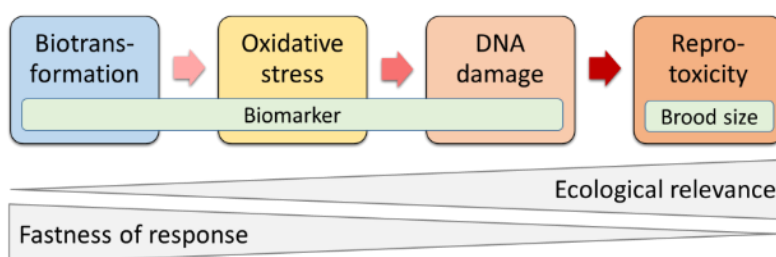 Biotrans-
formation
Oxidative
stress
DNA
damage
Repro-
toxicity
Biomarker
Brood size
Ecological relevance
Fastness of response